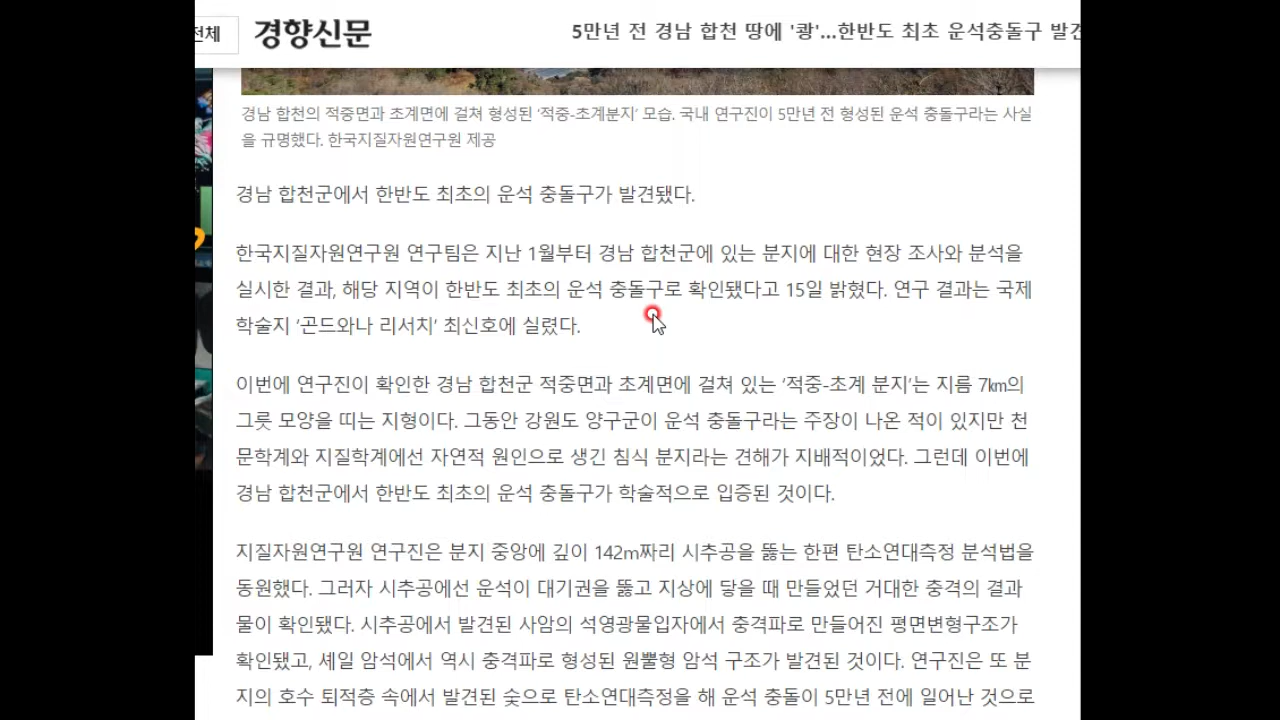 전체
경향신문
5만년 전 경남 합천 땅에 '쾅'...한반도 최초 운석충돌구 발견
경남 합천의 적중면과 초계면에 걸쳐 형성된 '적중-초계분지' 모습. 국내 연구진이 5만년 전 형성된 운석 충돌구라는 사실
을 규명했다. 한국지질자원연구원 제공
경남 합천군에서 한반도 최초의 운석 충돌구가 발견됐다.
한국지질자원연구원 연구팀은 지난 1월부터 경남 합천군에 있는 분지에 대한 현장 조사와 분석을
실시한 결과, 해당 지역이 한반도 최초의 운석 충돌구로 확인됐다고 15일 밝혔다. 연구 결과는 국제
학술지 '곤드와나 리서치' 최신호에 실렸다.
이번에 연구진이 확인한 경남 합천군 적중면과 초계면에 걸쳐 있는 '적중-초계 분지'는 지름 7㎞의
그릇 모양을 띠는 지형이다. 그동안 강원도 양구군이 운석 충돌구라는 주장이 나온 적이 있지만 천
문학계와 지질학계에선 자연적 원인으로 생긴 침식 분지라는 견해가 지배적이었다. 그런데 이번에
경남 합천군에서 한반도 최초의 운석 충돌구가 학술적으로 입증된 것이다.
지질자원연구원 연구진은 분지 중앙에 깊이 142m짜리 시추공을 뚫는 한편 탄소연대측정 분석법을
동원했다. 그러자 시추공에선 운석이 대기권을 뚫고 지상에 닿을 때 만들었던 거대한 충격의 결과
물이 확인됐다. 시추공에서 발견된 사암의 석영광물입자에서 충격파로 만들어진 평면변형구조가
확인됐고, 셰일 암석에서 역시 충격파로 형성된 원뿔형 암석 구조가 발견된 것이다. 연구진은 또 분
지의 호수 퇴적층 속에서 발견된 숯으로 탄소연대측정을 해 운석 충돌이 5만년 전에 일어난 것으로